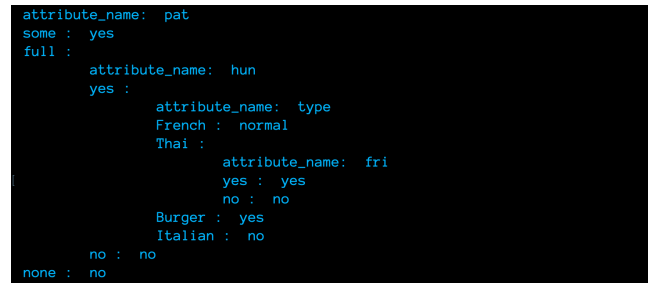 attribute_name:  pat
some :  yes
full :
attribute_name:  hun
yes :
attribute_name:  type
French :  normal
Thai :
attribute_name:  fri
yes :  yes
no :  no
Burger :  yes
Italian :  no
no :  no
none :  no